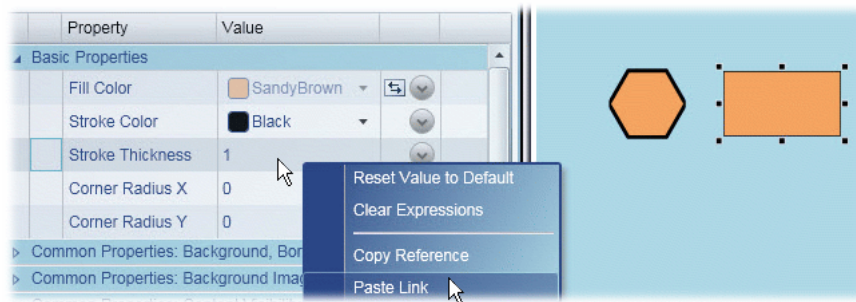 Property Value
Basic Properties
Fill Color SandyBrown
Stroke Color Black
Stroke Thickness 1
Corner Radius X 0
Corner Radius Y 0
Common Properties: Background, Bor
Common Properties: Background Imag
Reset Value to Default
Clear Expressions
Copy Reference
Paste Link